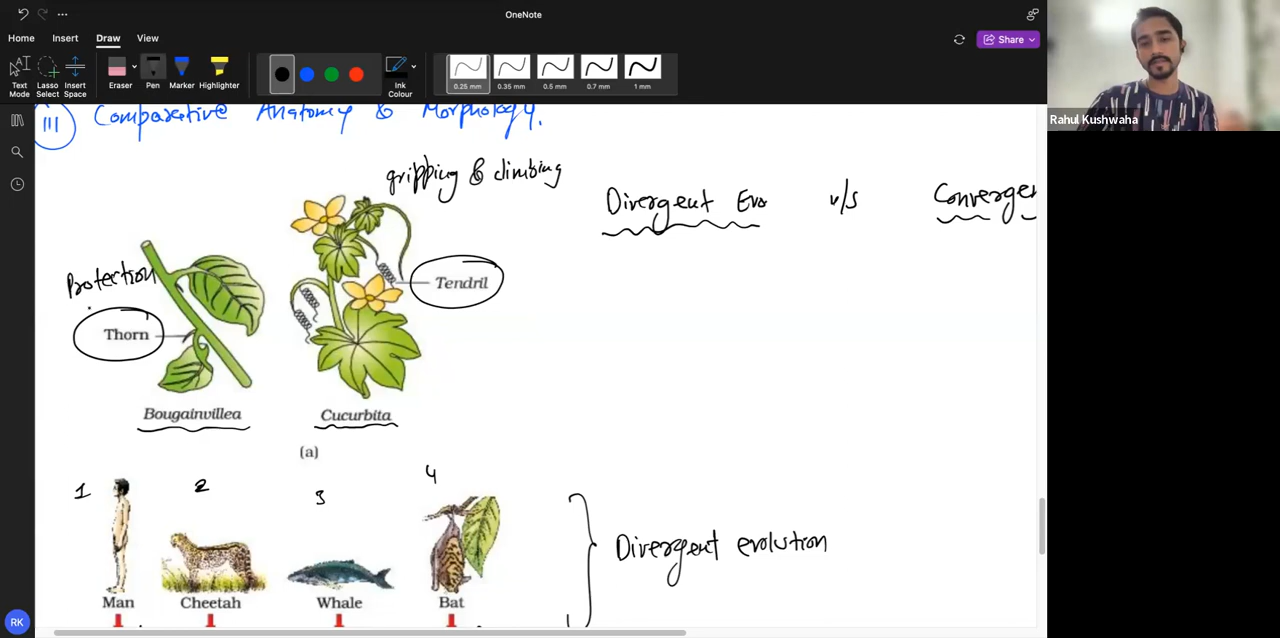 OneNote
Home Insert Draw View
Share
Text Mode
Lasso Select
Insert Space
Eraser
Pen
Marker
Highlighter
Ink Colour
0.25 mm
0.35 mm
0.5 mm
0.7 mm
1 mm
Rahul Kushwaha
III Comparative Anatomy & Morphology.
gripping & climbing
Divergent Evo v/s Convergen
Protection
Tendril
Thorn
Bougainvillea
Cucurbita
(a)
1 2 3 4
Divergent evolution
Man Cheetah Whale Bat
RK